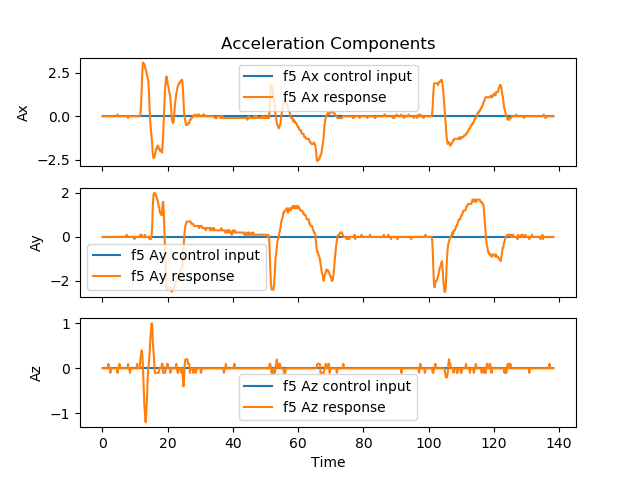 Acceleration Components
2.5
0.0
−2.5
Ax
f5 Ax control input
f5 Ax response
2
0
−2
Ay
f5 Ay control input
f5 Ay response
1
0
−1
Az
f5 Az control input
f5 Az response
0 20 40 60 80 100 120 140
Time